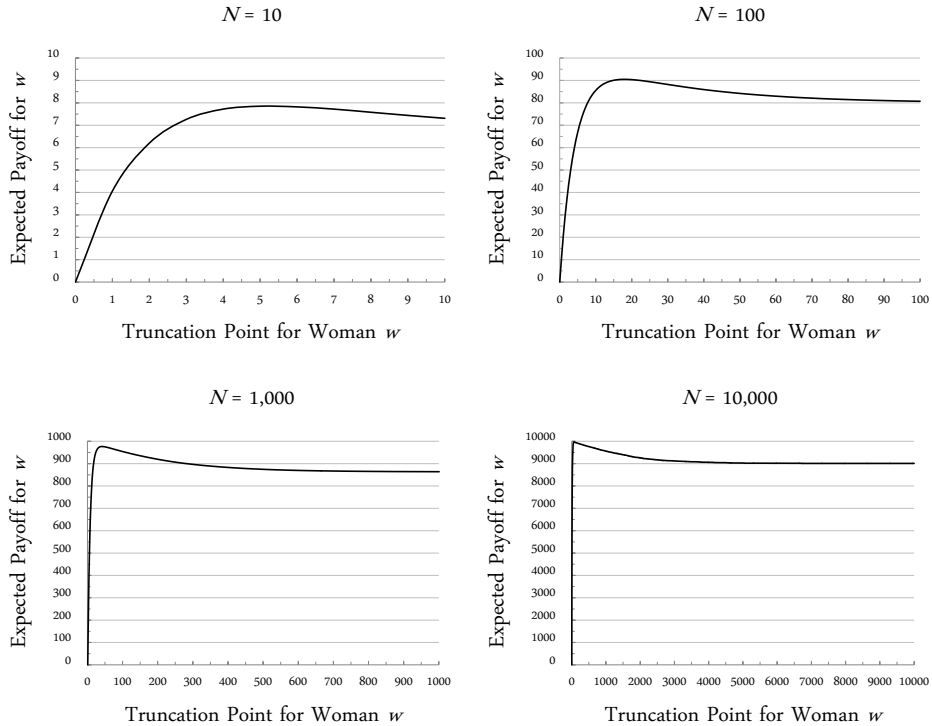 N = 10
Expected Payoff for w
10
9
8
7
6
5
4
3
2
1
0
0 1 2 3 4 5 6 7 8 9 10
Truncation Point for Woman w
N = 100
Expected Payoff for w
100
90
80
70
60
50
40
30
20
10
0
0 10 20 30 40 50 60 70 80 90 100
Truncation Point for Woman w
N = 1,000
Expected Payoff for w
1000
900
800
700
600
500
400
300
200
100
0
0 100 200 300 400 500 600 700 800 900 1000
Truncation Point for Woman w
N = 10,000
Expected Payoff for w
10000
9000
8000
7000
6000
5000
4000
3000
2000
1000
0
0 1000 2000 3000 4000 5000 6000 7000 8000 9000 10000
Truncation Point for Woman w